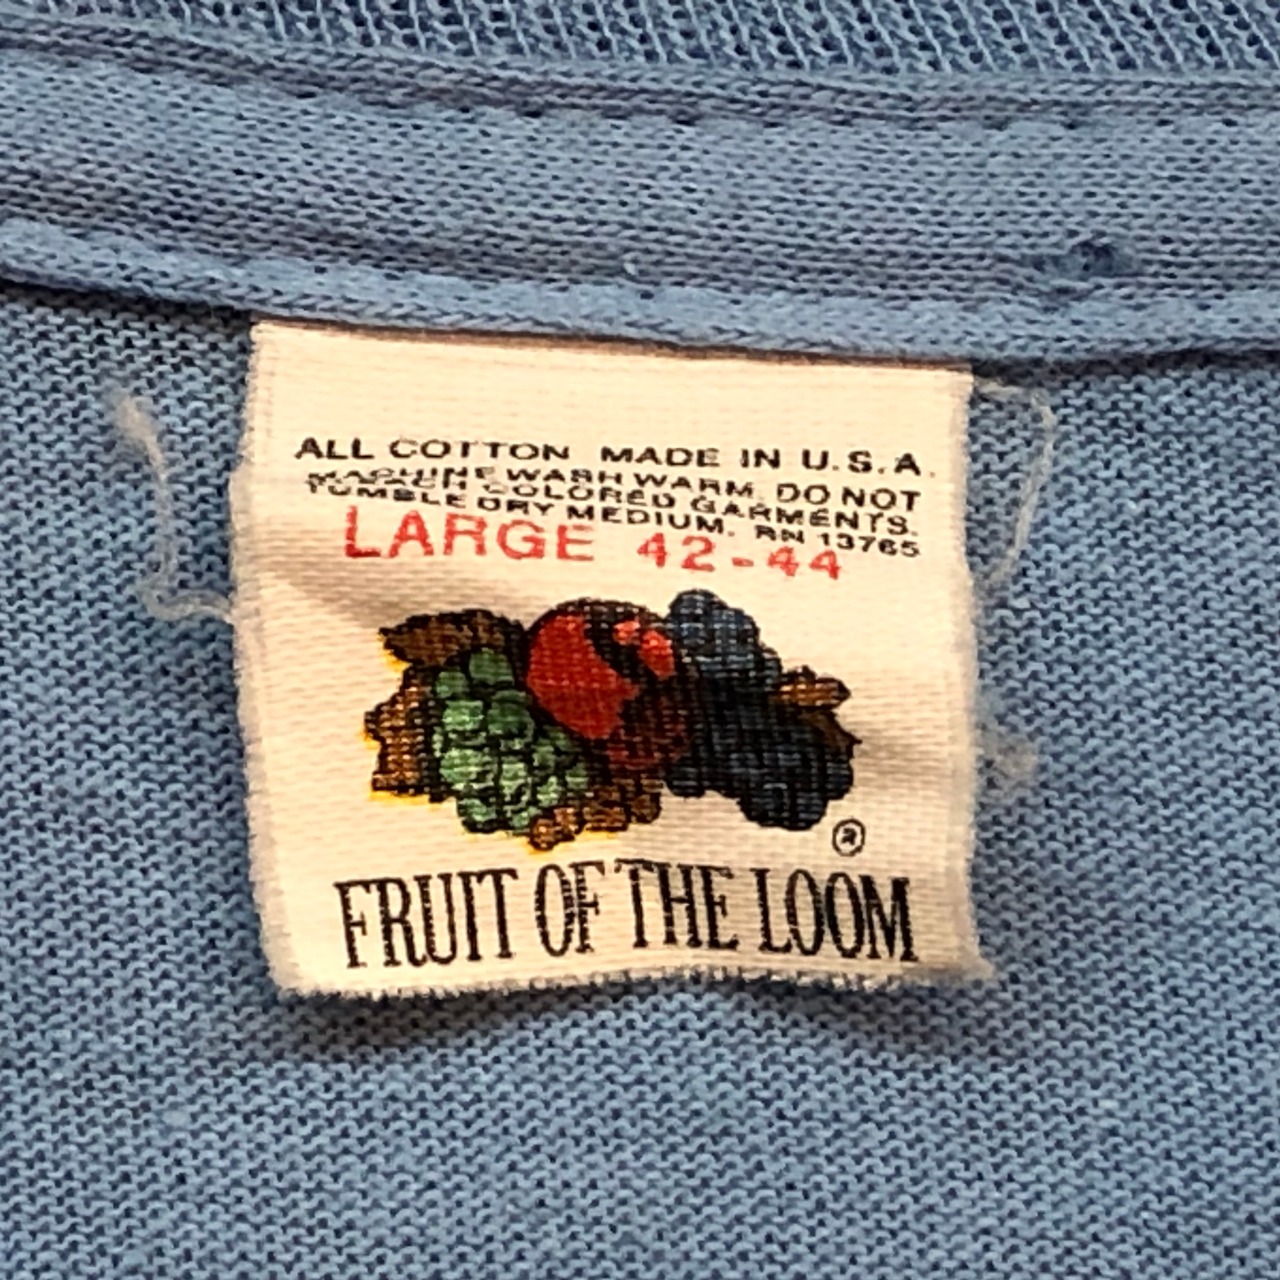 ALL COTTON MADE IN U.S.A.
MACHINE WASH WARM. DO NOT
BLEACH COLORED GARMENTS.
TUMBLE DRY MEDIUM. RN 13765
LARGE 42-44
®
FRUIT OF THE LOOM